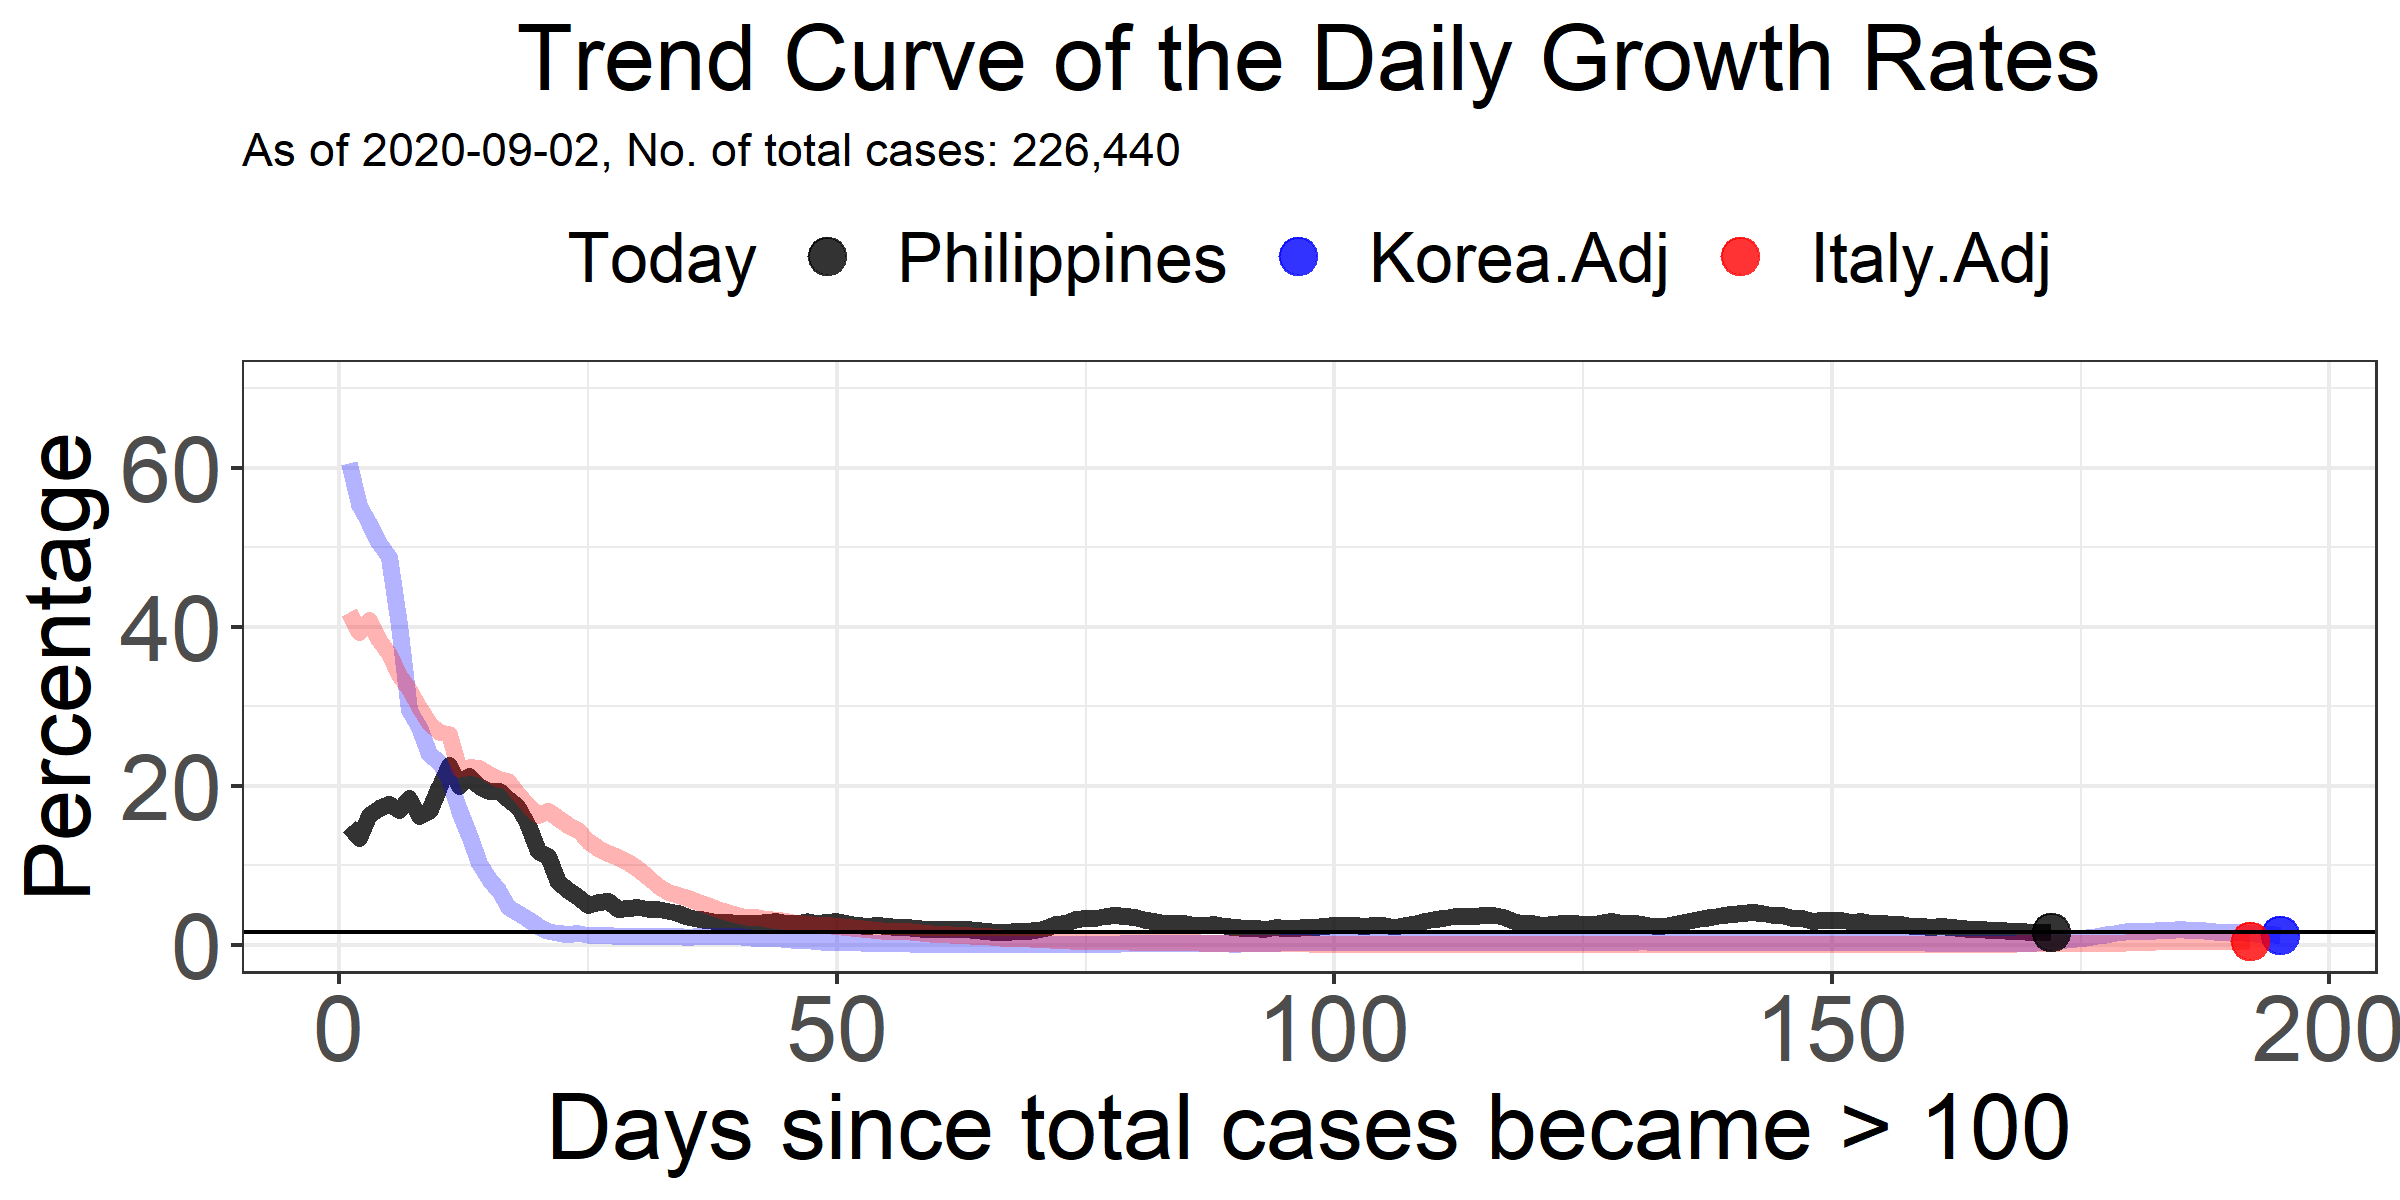 Trend Curve of the Daily Growth Rates
As of 2020-09-02, No. of total cases: 226,440
Today Philippines Korea.Adj Italy.Adj
Percentage
60
40
20
0
0 50 100 150 200
Days since total cases became > 100